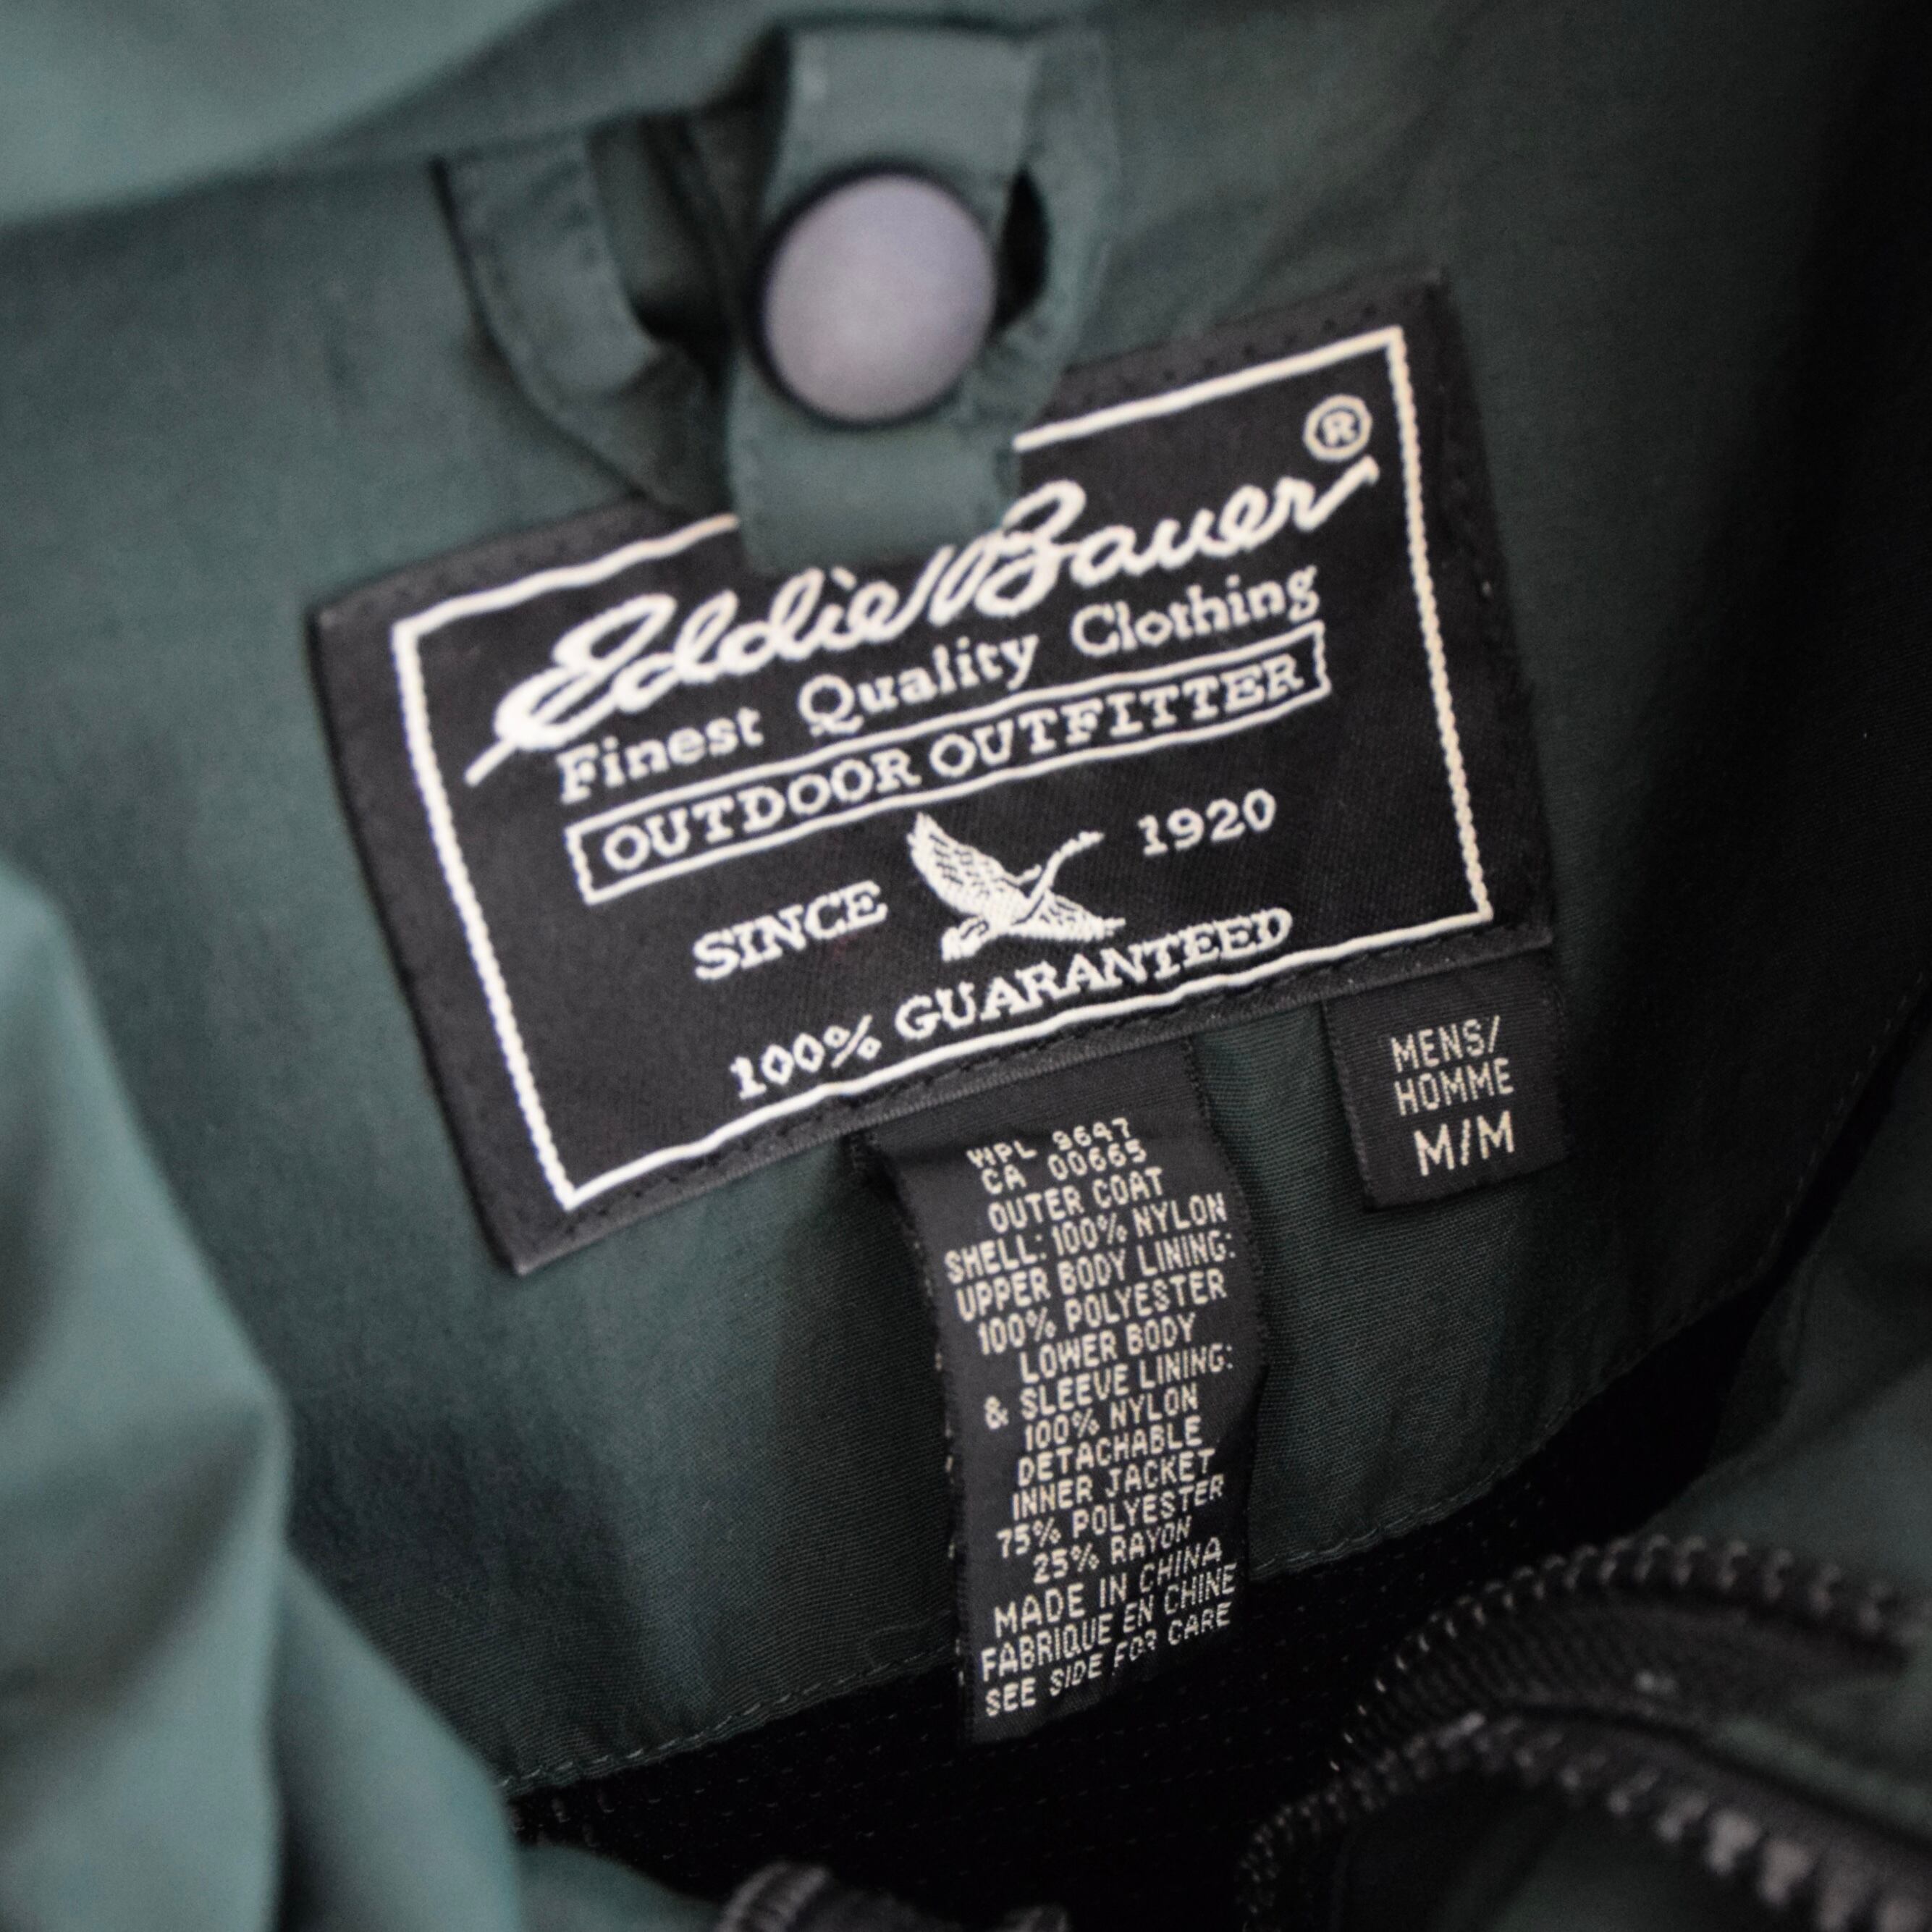 ®
Eddie Bauer
Finest Quality Clothing
OUTDOOR OUTFITTER
SINCE 1920
100% GUARANTEED
MENS/
HOMME
M/M
WPL 9647
CA 00665
OUTER COAT
SHELL: 100% NYLON
UPPER BODY LINING:
100% POLYESTER
LOWER BODY
& SLEEVE LINING:
100% NYLON
DETACHABLE
INNER JACKET
75% POLYESTER
25% RAYON
MADE IN CHINA
FABRIQUE EN CHINE
SEE SIDE FOR CARE